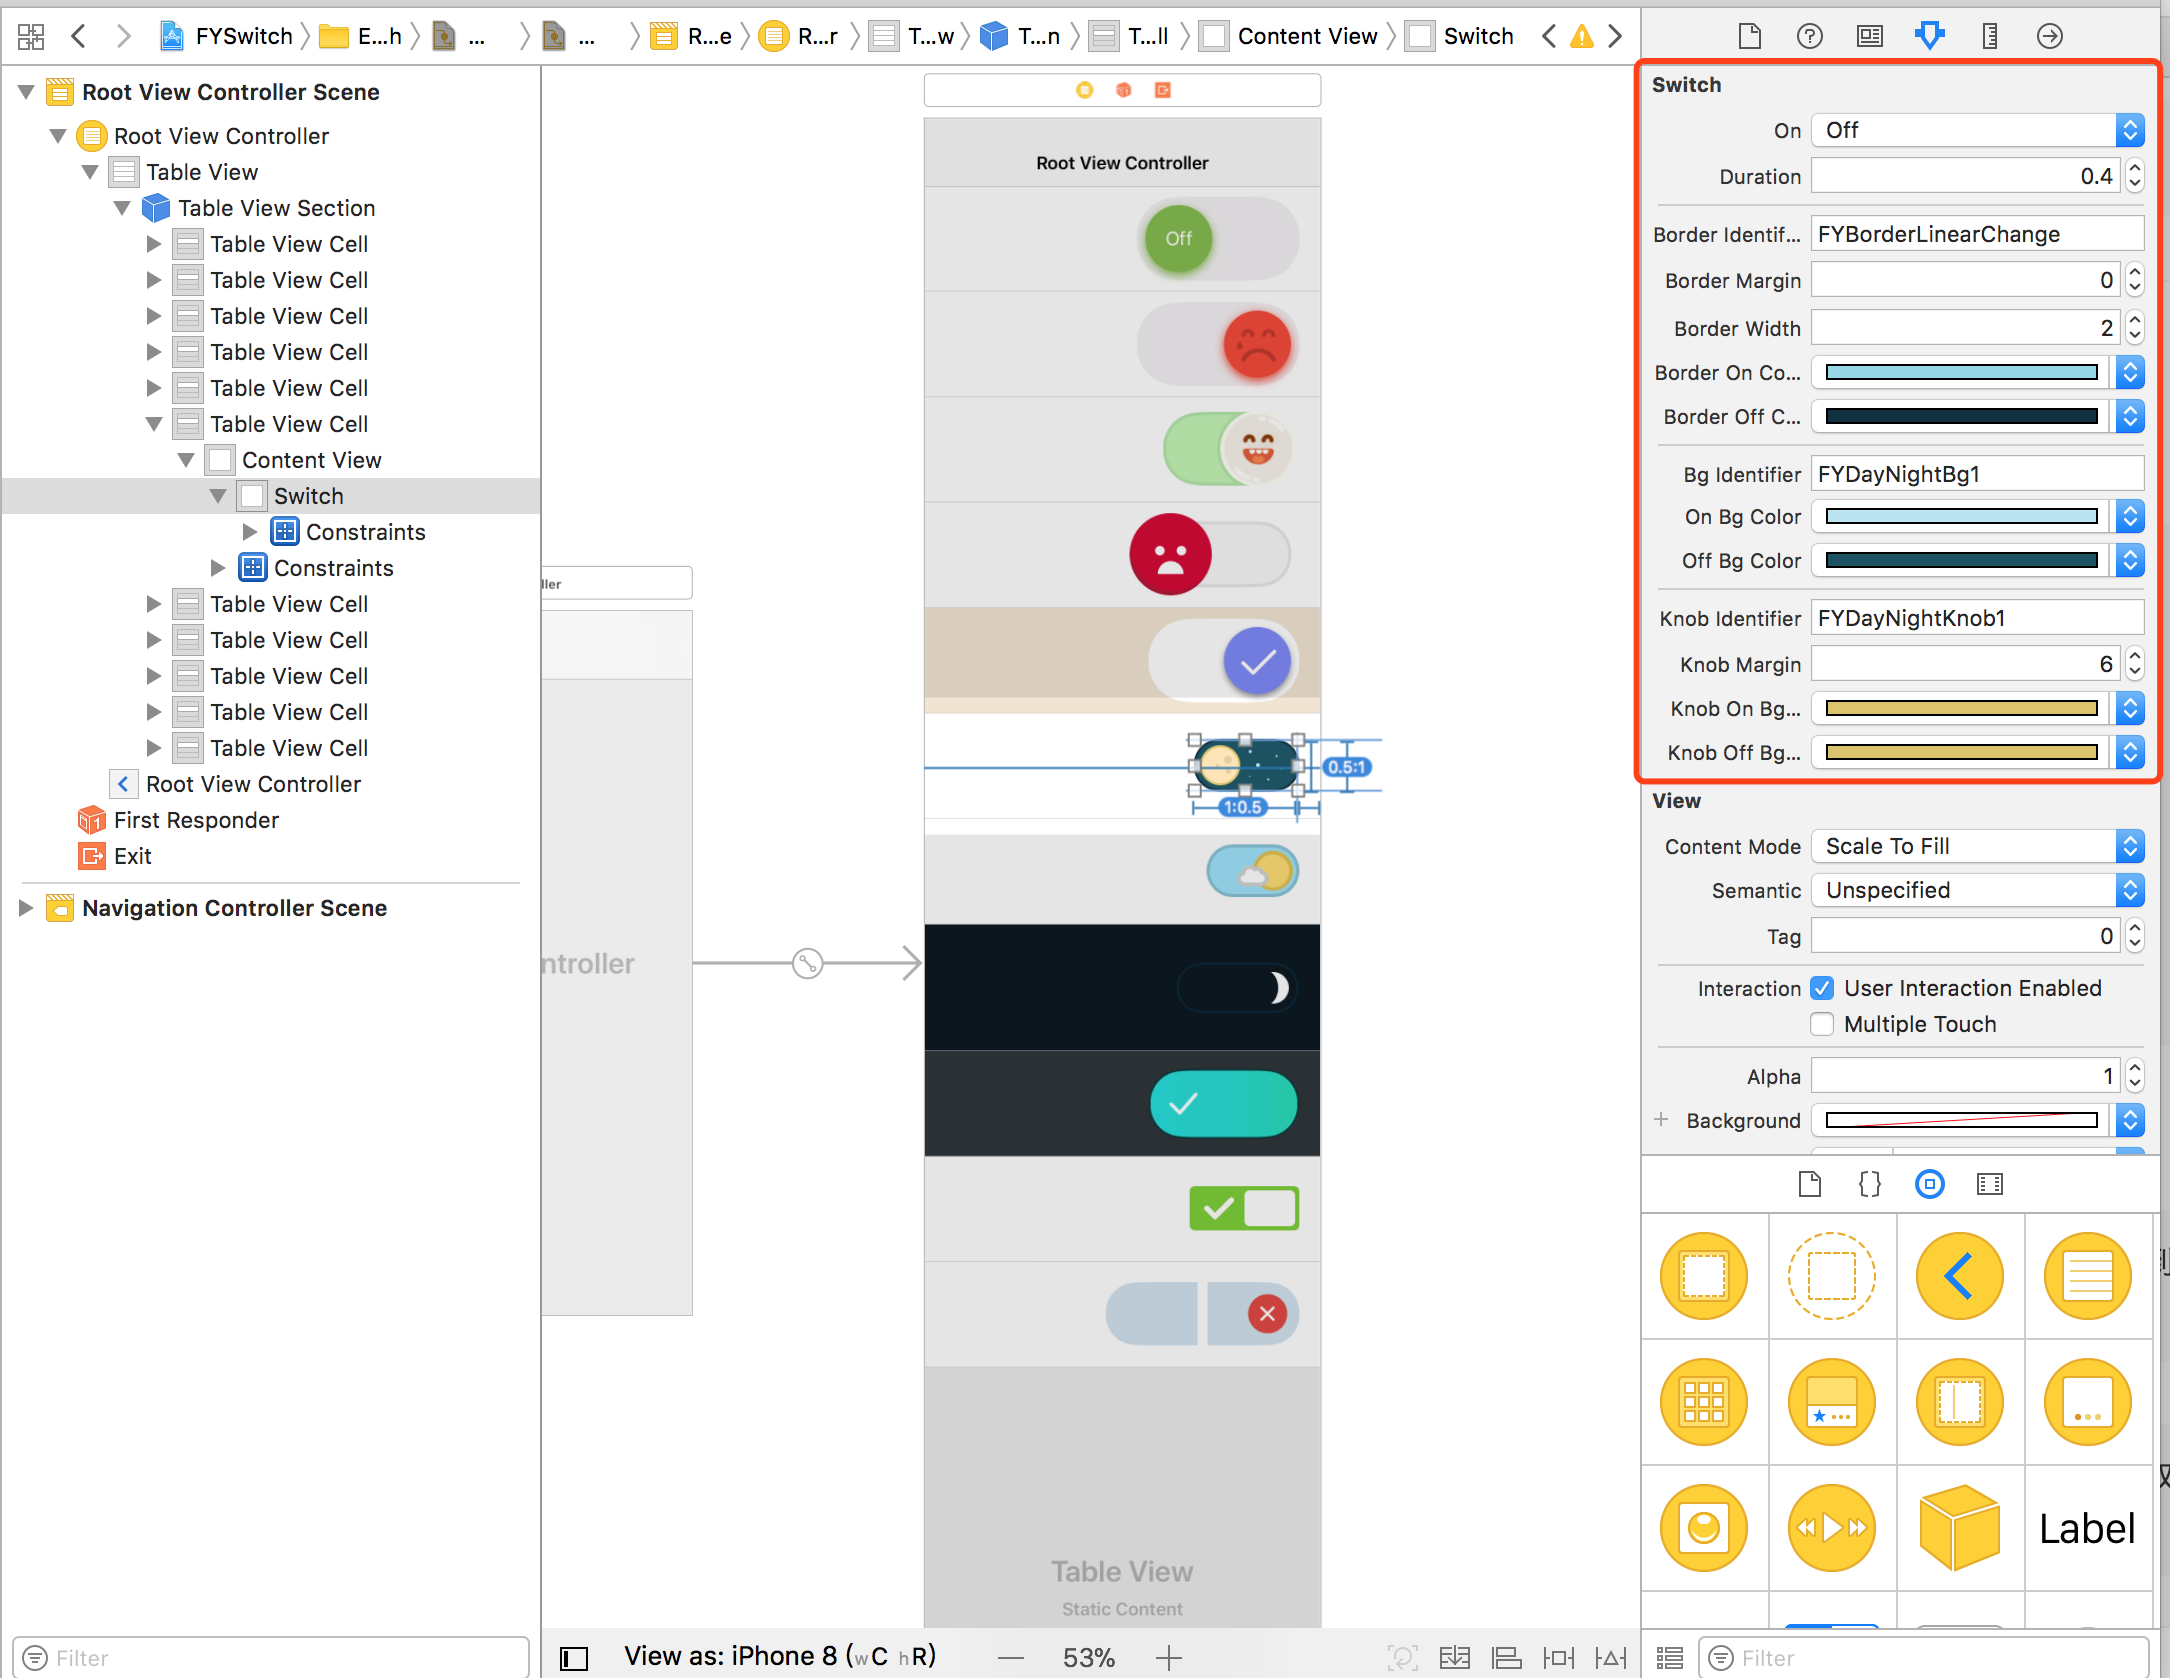 FYSwitch E...h ... ... R...e R...r T...w T...n T...ll Content View Switch
Root View Controller Scene
Root View Controller
Table View
Table View Section
Table View Cell
Table View Cell
Table View Cell
Table View Cell
Table View Cell
Table View Cell
Content View
Switch
Constraints
Constraints
Table View Cell
Table View Cell
Table View Cell
Table View Cell
Table View Cell
Root View Controller
First Responder
Exit
Navigation Controller Scene
Filter
ller
ntroller
Root View Controller
Off
0.5:1
1:0.5
Table View
Static Content
View as: iPhone 8 (wC hR)
53%
Switch
On Off
Duration 0.4
Border Identif... FYBorderLinearChange
Border Margin 0
Border Width 2
Border On Co...
Border Off C...
Bg Identifier FYDayNightBg1
On Bg Color
Off Bg Color
Knob Identifier FYDayNightKnob1
Knob Margin 6
Knob On Bg...
Knob Off Bg...
View
Content Mode Scale To Fill
Semantic Unspecified
Tag 0
Interaction User Interaction Enabled
Multiple Touch
Alpha 1
Background
Label
Filter